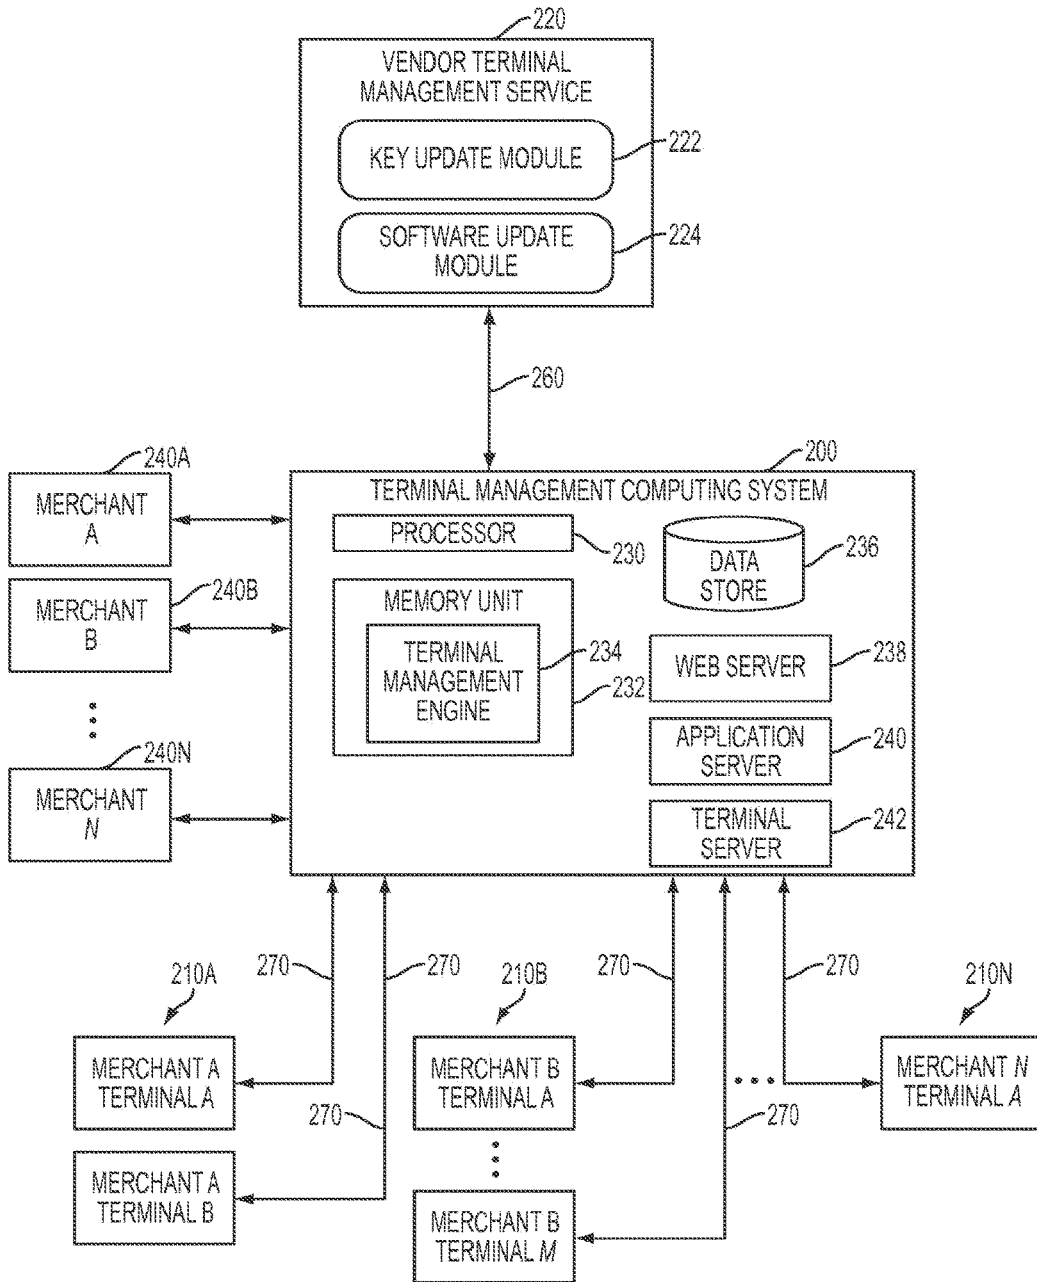 220
VENDOR TERMINAL
MANAGEMENT SERVICE
KEY UPDATE MODULE
222
SOFTWARE UPDATE
MODULE
224
260
240A
MERCHANT
A
240B
MERCHANT
B
240N
MERCHANT
N
200
TERMINAL MANAGEMENT COMPUTING SYSTEM
PROCESSOR
230
DATA
STORE
236
MEMORY UNIT
TERMINAL
MANAGEMENT
ENGINE
234
232
WEB SERVER
238
APPLICATION
SERVER
240
TERMINAL
SERVER
242
270
270
270
270
210A
210B
210N
MERCHANT A
TERMINAL A
MERCHANT B
TERMINAL A
MERCHANT N
TERMINAL A
270
270
MERCHANT A
TERMINAL B
MERCHANT B
TERMINAL M